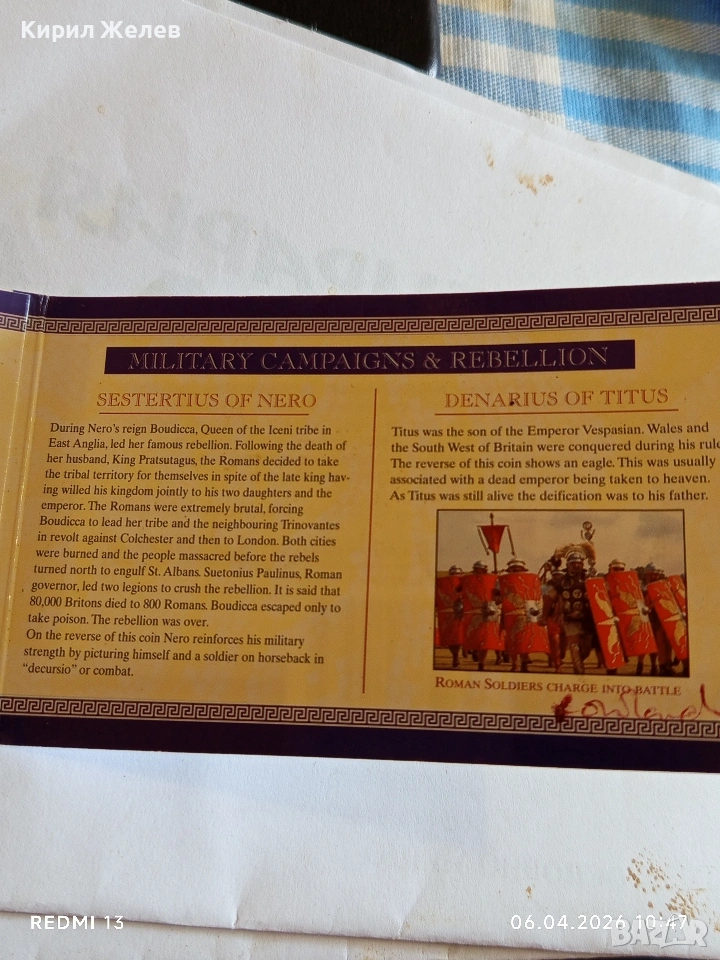 Кирил Желев
MILITARY CAMPAIGNS & REBELLION
SESTERTIUS OF NERO
During Nero's reign Boudicca, Queen of the Iceni tribe in
East Anglia, led her famous rebellion. Following the death of
her husband, King Pratsutagus, the Romans decided to take
the tribal territory for themselves in spite of the late king hav-
ing willed his kingdom jointly to his two daughters and the
emperor. The Romans were extremely brutal, forcing
Boudicca to lead her tribe and the neighbouring Trinovantes
in revolt against Colchester and then to London. Both cities
were burned and the people massacred before the rebels
turned north to engulf St. Albans. Suetonius Paulinus, Roman
governor, led two legions to crush the rebellion. It is said that
80,000 Britons died to 800 Romans. Boudicca escaped only to
take poison. The rebellion was over.
On the reverse of this coin Nero reinforces his military
strength by picturing himself and a soldier on horseback in
"decursio" or combat.
DENARIUS OF TITUS
Titus was the son of the Emperor Vespasian. Wales and
the South West of Britain were conquered during his rule
The reverse of this coin shows an eagle. This was usually
associated with a dead emperor being taken to heaven.
As Titus was still alive the deification was to his father.
ROMAN SOLDIERS CHARGE INTO BATTLE
REDMI 13
06.04.2026 10:47
BAZAR